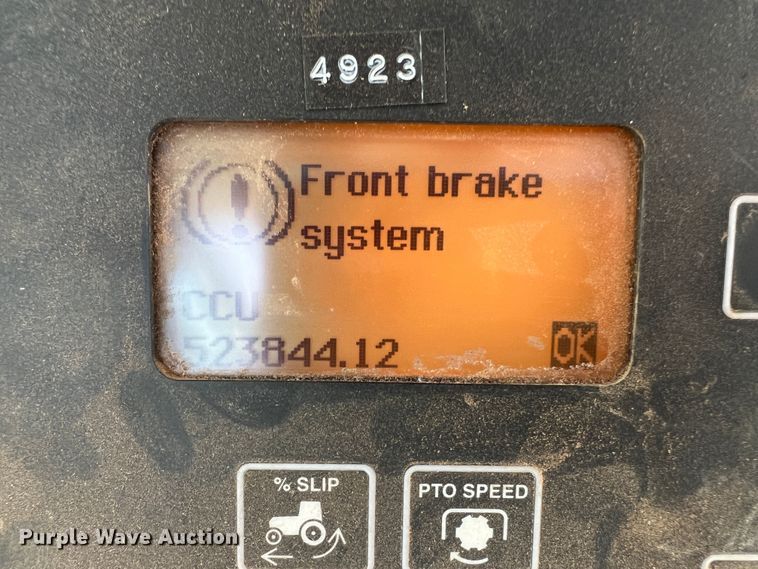 4923
Front brake
system
CCU
523844.12
OK
% SLIP
PTO SPEED
Purple Wave Auction